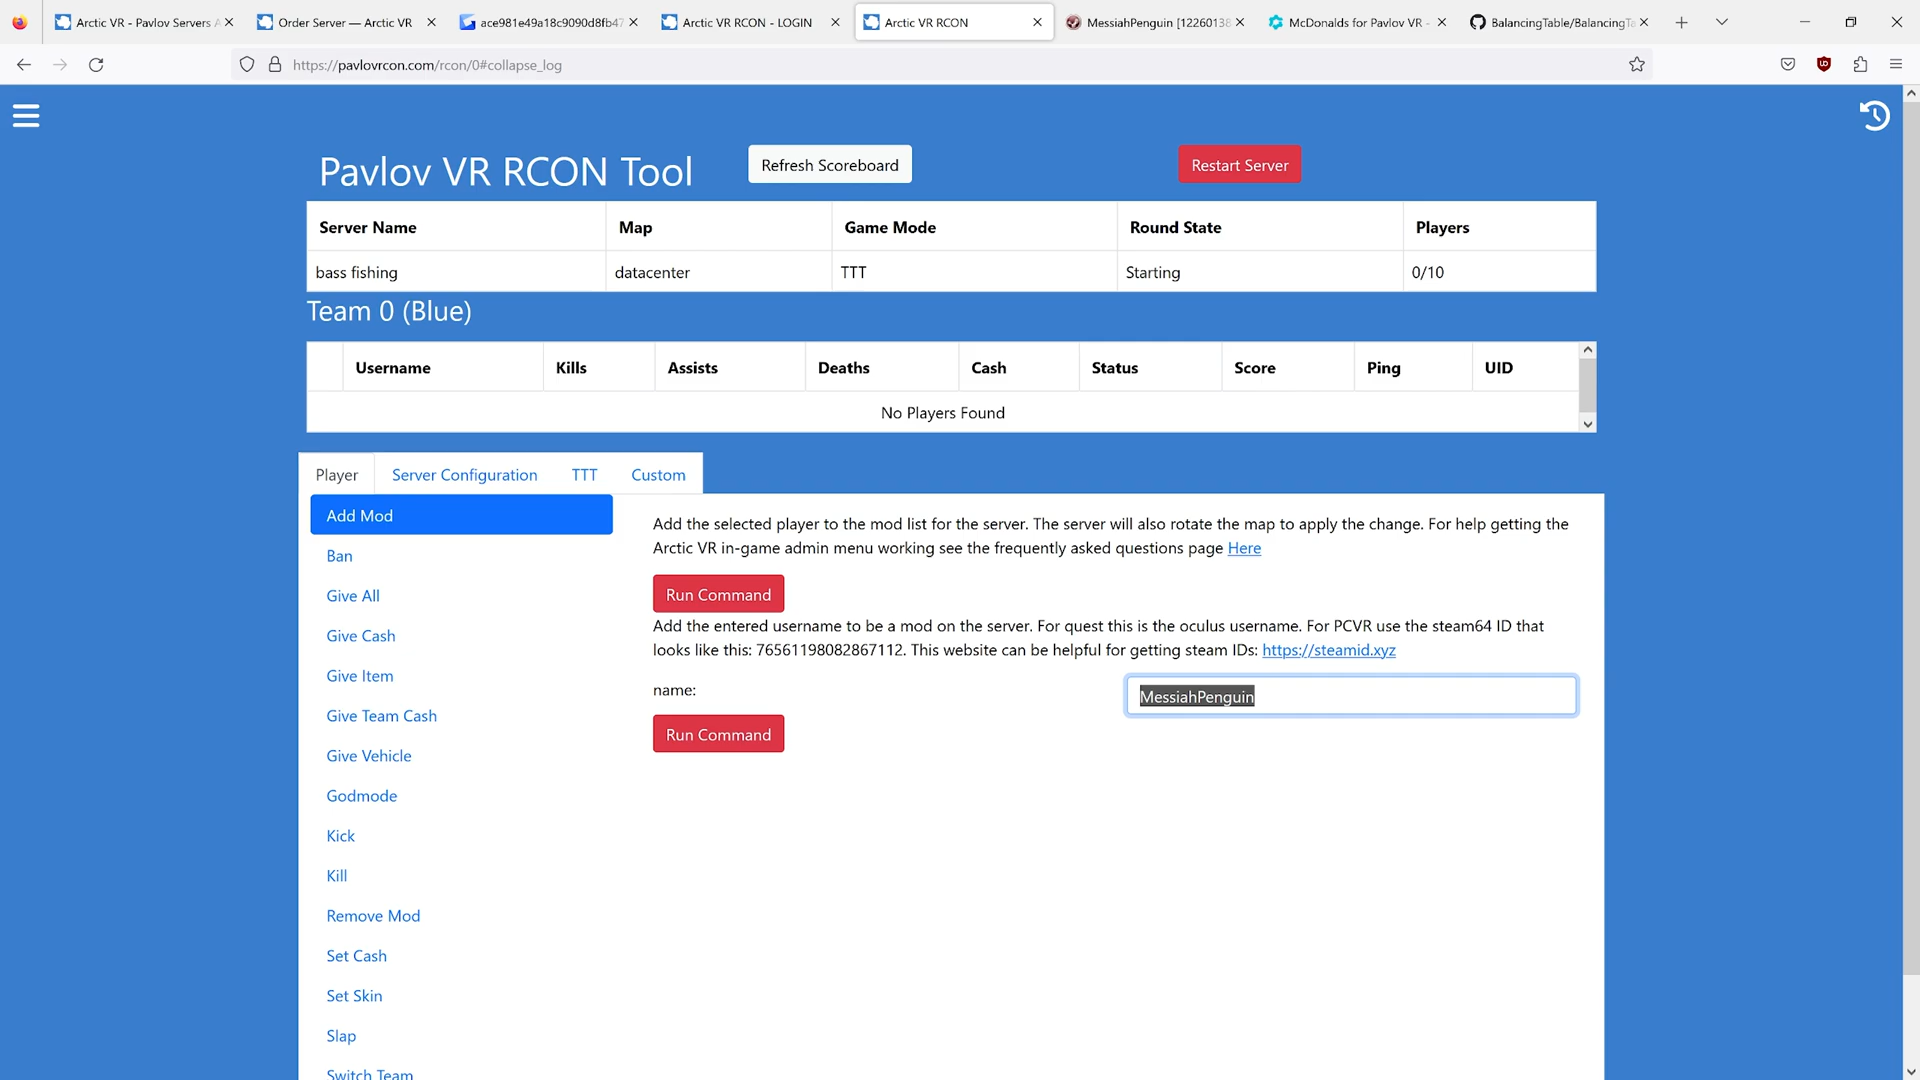 Arctic VR - Pavlov Servers A
Order Server — Arctic VR
ace981e49a18c9090d8fb47
Arctic VR RCON - LOGIN
Arctic VR RCON
MessiahPenguin [12260138
McDonalds for Pavlov VR -
BalancingTable/BalancingTa
https://pavlovrcon.com/rcon/0#collapse_log
Pavlov VR RCON Tool
Refresh Scoreboard
Restart Server
Server Name Map Game Mode Round State Players
bass fishing datacenter TTT Starting 0/10
Team 0 (Blue)
Username Kills Assists Deaths Cash Status Score Ping UID
No Players Found
Player Server Configuration TTT Custom
Add Mod
Ban
Give All
Give Cash
Give Item
Give Team Cash
Give Vehicle
Godmode
Kick
Kill
Remove Mod
Set Cash
Set Skin
Slap
Switch Team
Add the selected player to the mod list for the server. The server will also rotate the map to apply the change. For help getting the
Arctic VR in-game admin menu working see the frequently asked questions page Here
Run Command
Add the entered username to be a mod on the server. For quest this is the oculus username. For PCVR use the steam64 ID that
looks like this: 76561198082867112. This website can be helpful for getting steam IDs: https://steamid.xyz
name:
MessiahPenguin
Run Command